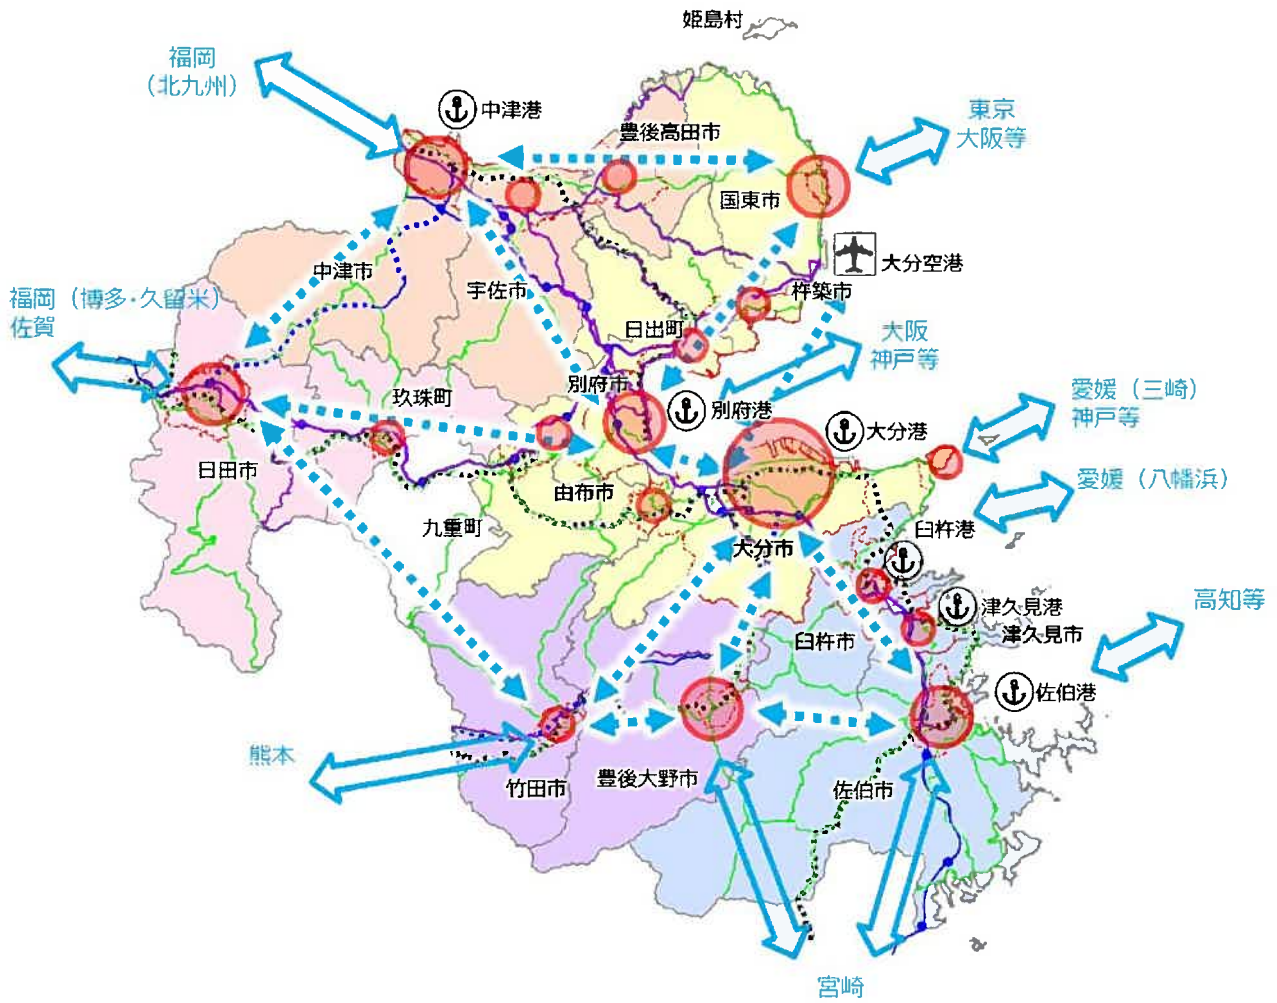 姫島村
福岡
（北九州）
中津港
豊後高田市
東京
大阪等
国東市
大分空港
中津市
宇佐市
杵築市
福岡（博多・久留米）
佐賀
日出町
大阪
神戸等
別府市
玖珠町
別府港
愛媛（三崎）
神戸等
大分港
日田市
由布市
愛媛（八幡浜）
九重町
臼杵港
大分市
高知等
津久見港
津久見市
臼杵市
佐伯港
熊本
竹田市
豊後大野市
佐伯市
宮崎